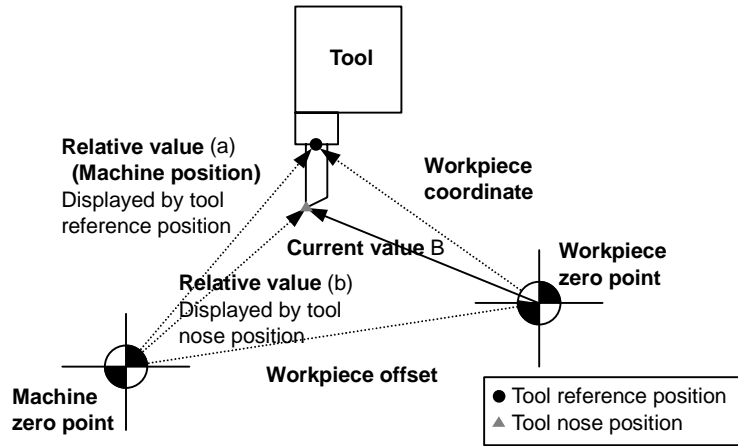 Tool
Relative value (a)
(Machine position)
Displayed by tool
reference position
Workpiece
coordinate
Current value B
Workpiece
zero point
Relative value (b)
Displayed by tool
nose position
Workpiece offset
Machine
zero point
● Tool reference position
▲ Tool nose position